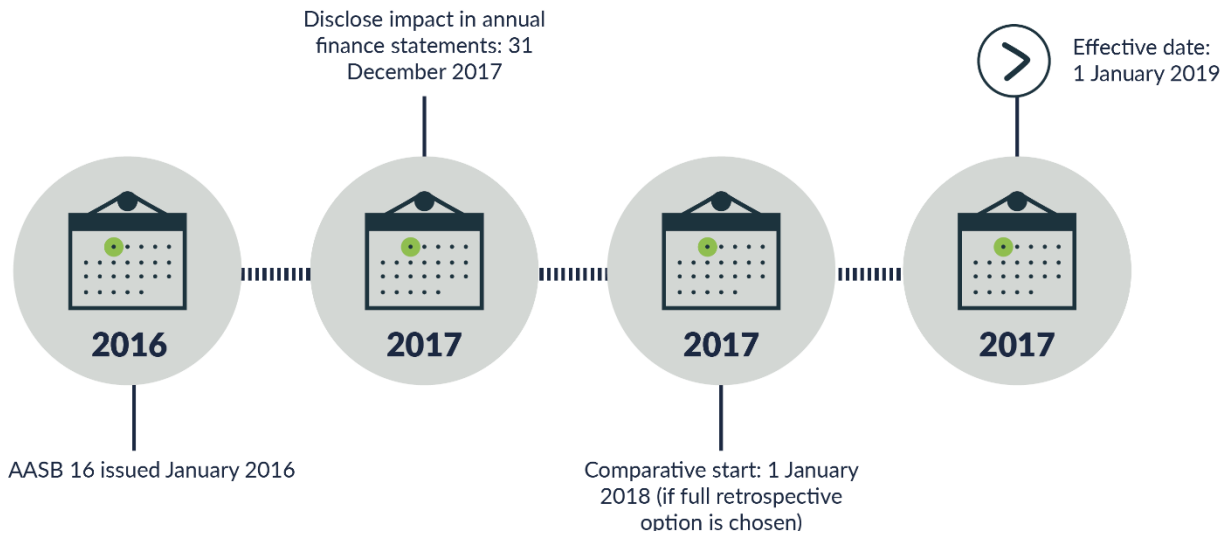 Disclose impact in annual
finance statements: 31
December 2017
Effective date:
1 January 2019
2016
2017
2017
2017
AASB 16 issued January 2016
Comparative start: 1 January
2018 (if full retrospective
option is chosen)